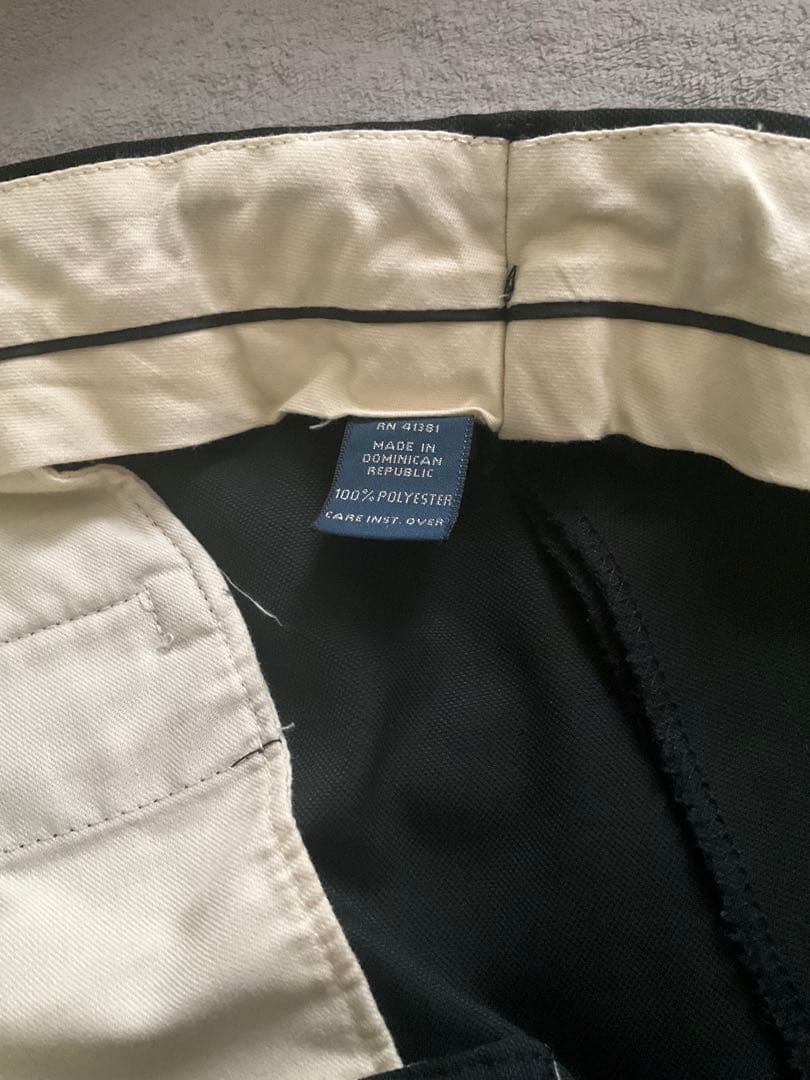 RN 41381
MADE IN
DOMINICAN
REPUBLIC
100% POLYESTER
CARE INST. OVER